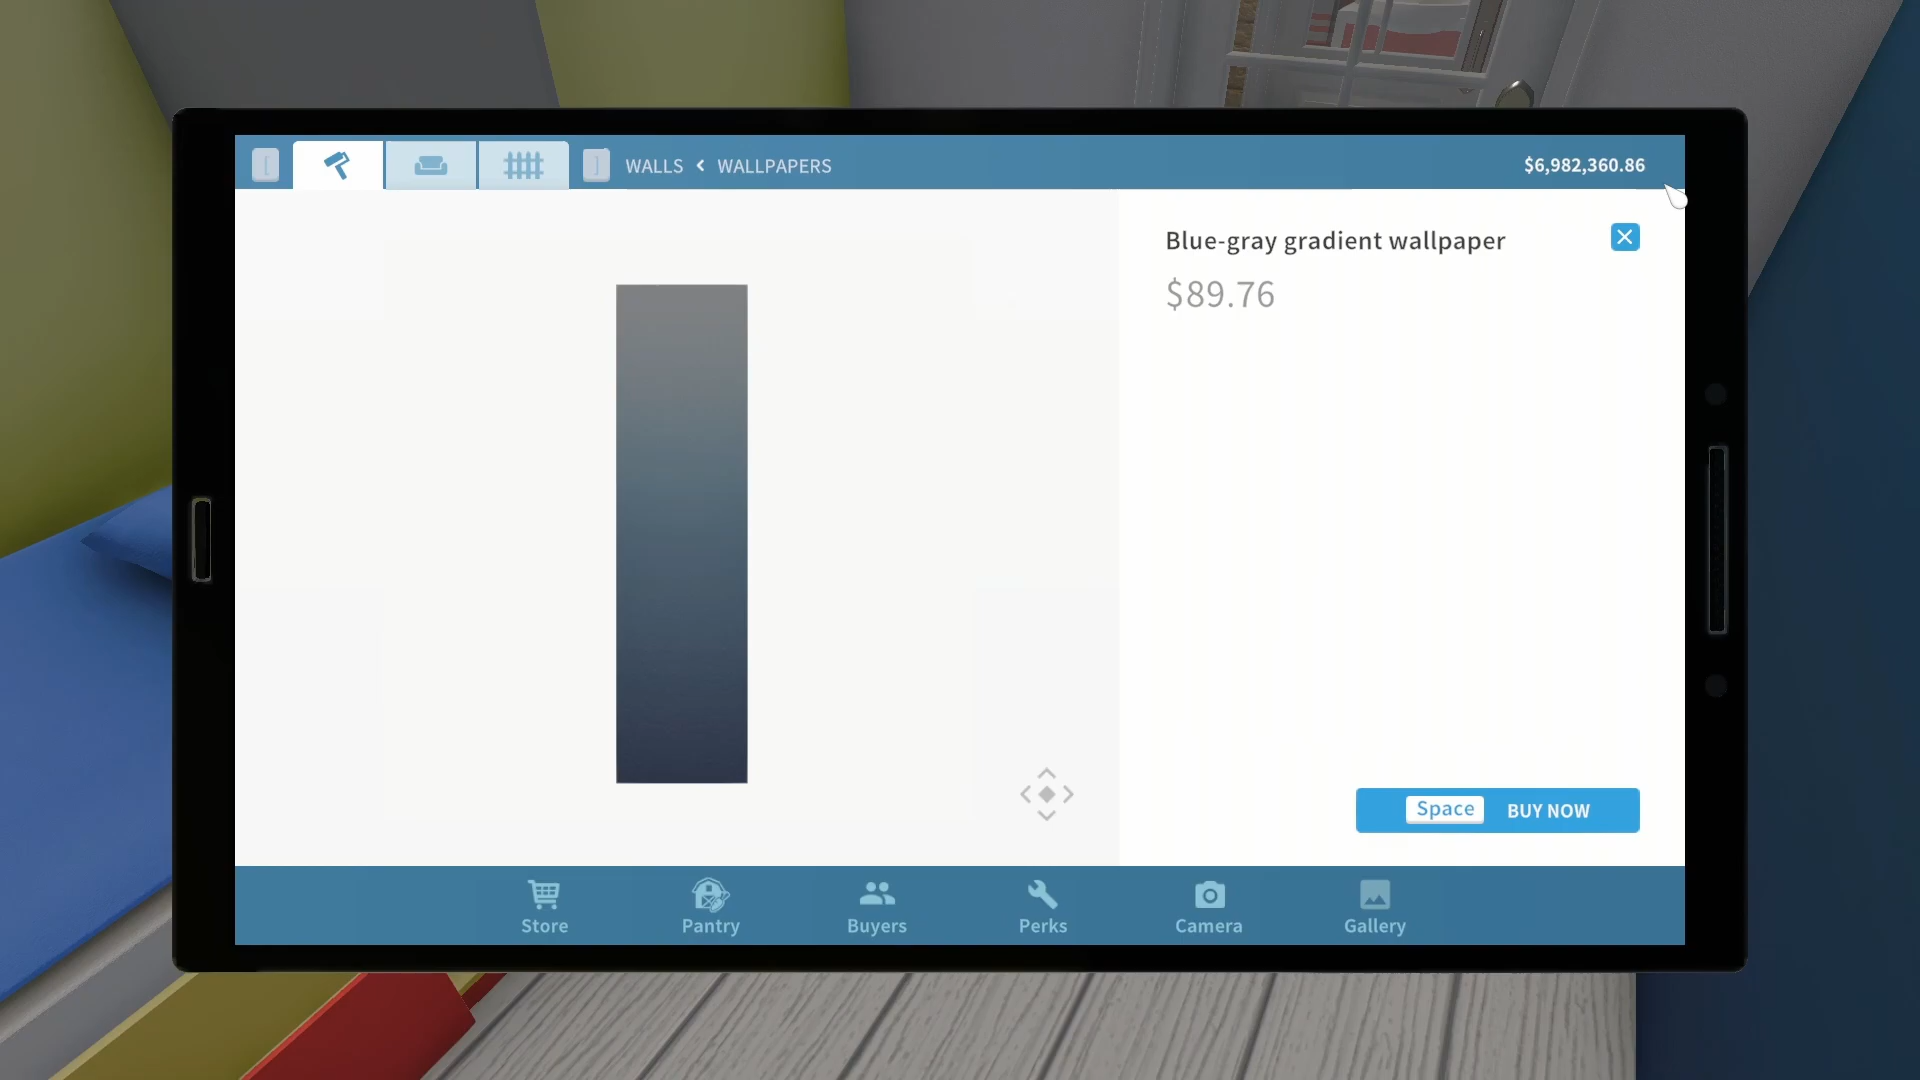 [ ] WALLS < WALLPAPERS $6,982,360.86
Blue-gray gradient wallpaper
$89.76
Space BUY NOW
Store Pantry Buyers Perks Camera Gallery